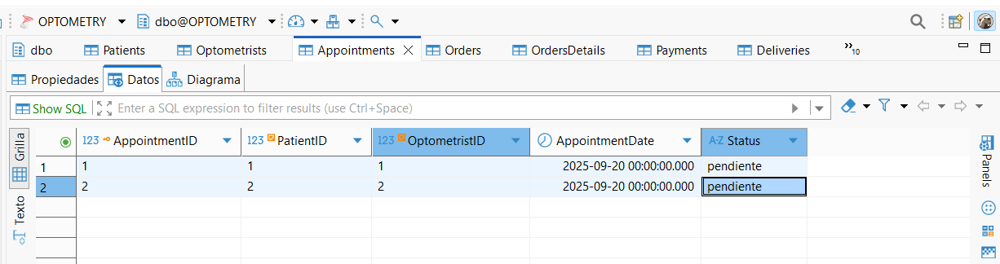 OPTOMETRY dbo@OPTOMETRY
dbo Patients Optometrists Appointments Orders OrdersDetails Payments Deliveries »10
Propiedades Datos Diagrama
Show SQL Enter a SQL expression to filter results (use Ctrl+Space)
Grilla
Texto
123 AppointmentID 123 PatientID 123 OptometristID AppointmentDate A-Z Status
1 1 1 1 2025-09-20 00:00:00.000 pendiente
2 2 2 2 2025-09-20 00:00:00.000 pendiente
Panels